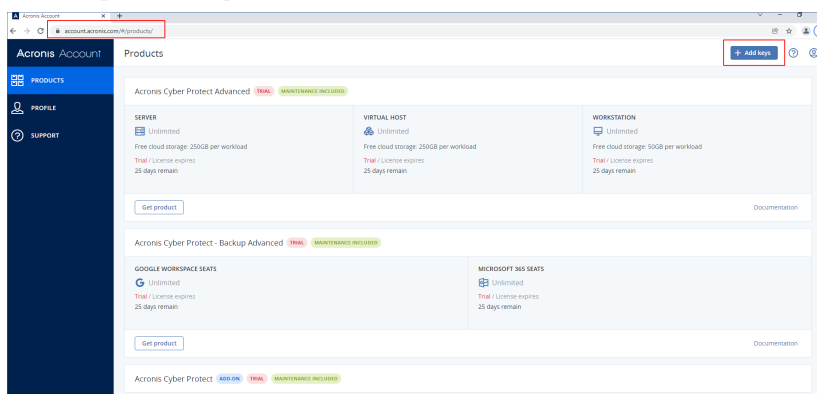 Acronis Account
account.acronis.com/#/products/
Acronis Account
Products
+ Add keys
PRODUCTS
PROFILE
SUPPORT
Acronis Cyber Protect Advanced TRIAL MAINTENANCE INCLUDED
SERVER
Unlimited
Free cloud storage: 250GB per workload
Trial / License expires
25 days remain
VIRTUAL HOST
Unlimited
Free cloud storage: 250GB per workload
Trial / License expires
25 days remain
WORKSTATION
Unlimited
Free cloud storage: 50GB per workload
Trial / License expires
25 days remain
Get product
Documentation
Acronis Cyber Protect - Backup Advanced TRIAL MAINTENANCE INCLUDED
GOOGLE WORKSPACE SEATS
Unlimited
Trial / License expires
25 days remain
MICROSOFT 365 SEATS
Unlimited
Trial / License expires
25 days remain
Get product
Documentation
Acronis Cyber Protect ADD-ON TRIAL MAINTENANCE INCLUDED